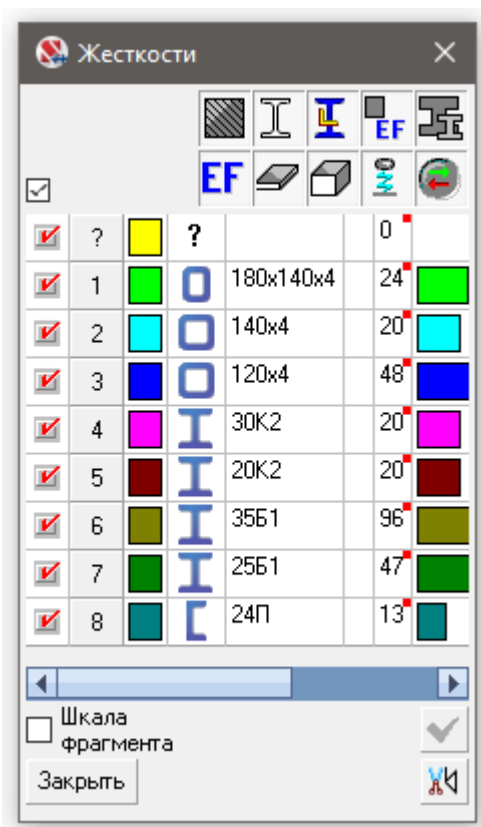 Жесткости
EF
EF
? ? 0
1 180x140x4 24
2 140x4 20
3 120x4 48
4 30К2 20
5 20К2 20
6 35Б1 96
7 25Б1 47
8 24П 13
Шкала
фрагмента
Закрыть